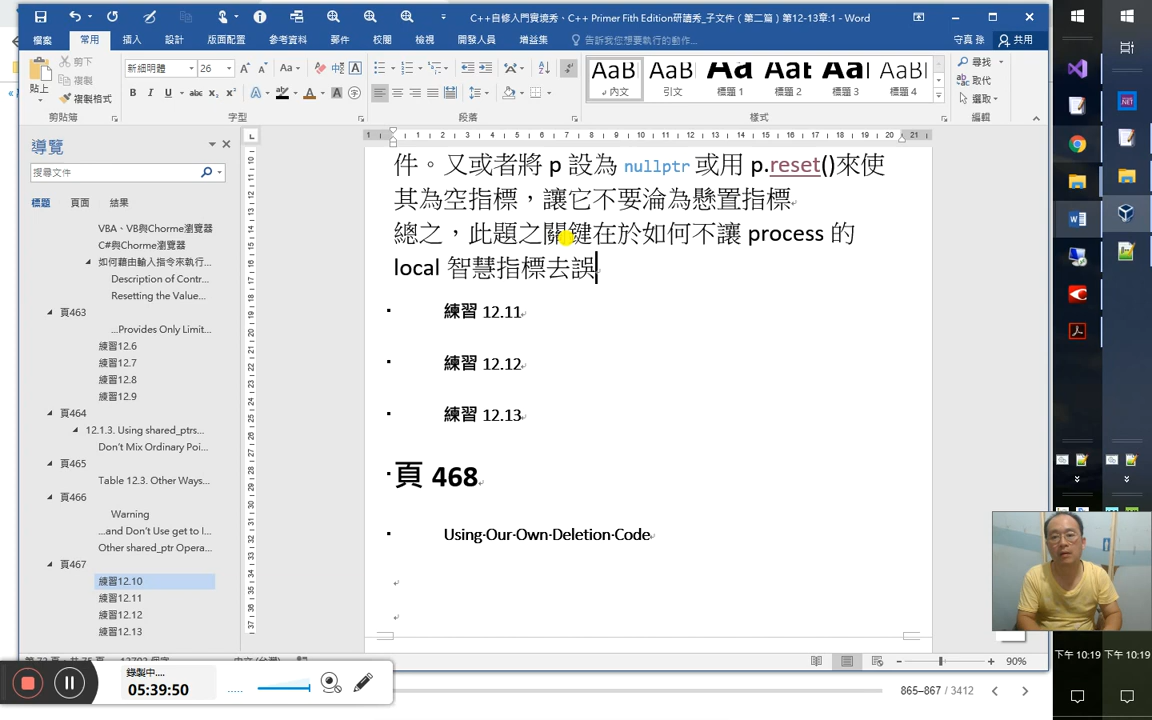 C++自修入門實境秀、C++ Primer Fith Edition研讀秀_子文件（第二篇）第12-13章:1 - Word
檔案 常用 插入 設計 版面配置 參考資料 郵件 校閱 檢視 開發人員 增益集 告訴我您想要執行的動作... 守真 孫 共用
剪下
複製
貼上 複製格式
新細明體 26
AaB AaB Aa Aat Aal AaBl
內文 引文 標題 1 標題 2 標題 3 標題 4
尋找
取代
選取
剪貼簿 字型 段落 樣式 編輯
導覽
搜尋文件
標題 頁面 結果
VBA、VB與Chorme瀏覽器
C#與Chorme瀏覽器
如何藉由輸入指令來執行...
Description of Contr...
Resetting the Value...
頁463
...Provides Only Limit...
練習12.6
練習12.7
練習12.8
練習12.9
頁464
12.1.3. Using shared_ptrs...
Don't Mix Ordinary Poi...
頁465
Table 12.3. Other Ways...
頁466
Warning
...and Don't Use get to I...
Other shared_ptr Opera...
頁467
練習12.10
練習12.11
練習12.12
練習12.13
件。又或者將 p 設為 nullptr 或用 p.reset()來使
其為空指標，讓它不要淪為懸置指標
總之，此題之關鍵在於如何不讓 process 的
local 智慧指標去誤
練習 12.11
練習 12.12
練習 12.13
頁 468
Using·Our·Own·Deletion·Code
90%
錄製中....
05:39:50
865–867 / 3412
下午 10:19 下午 10:19